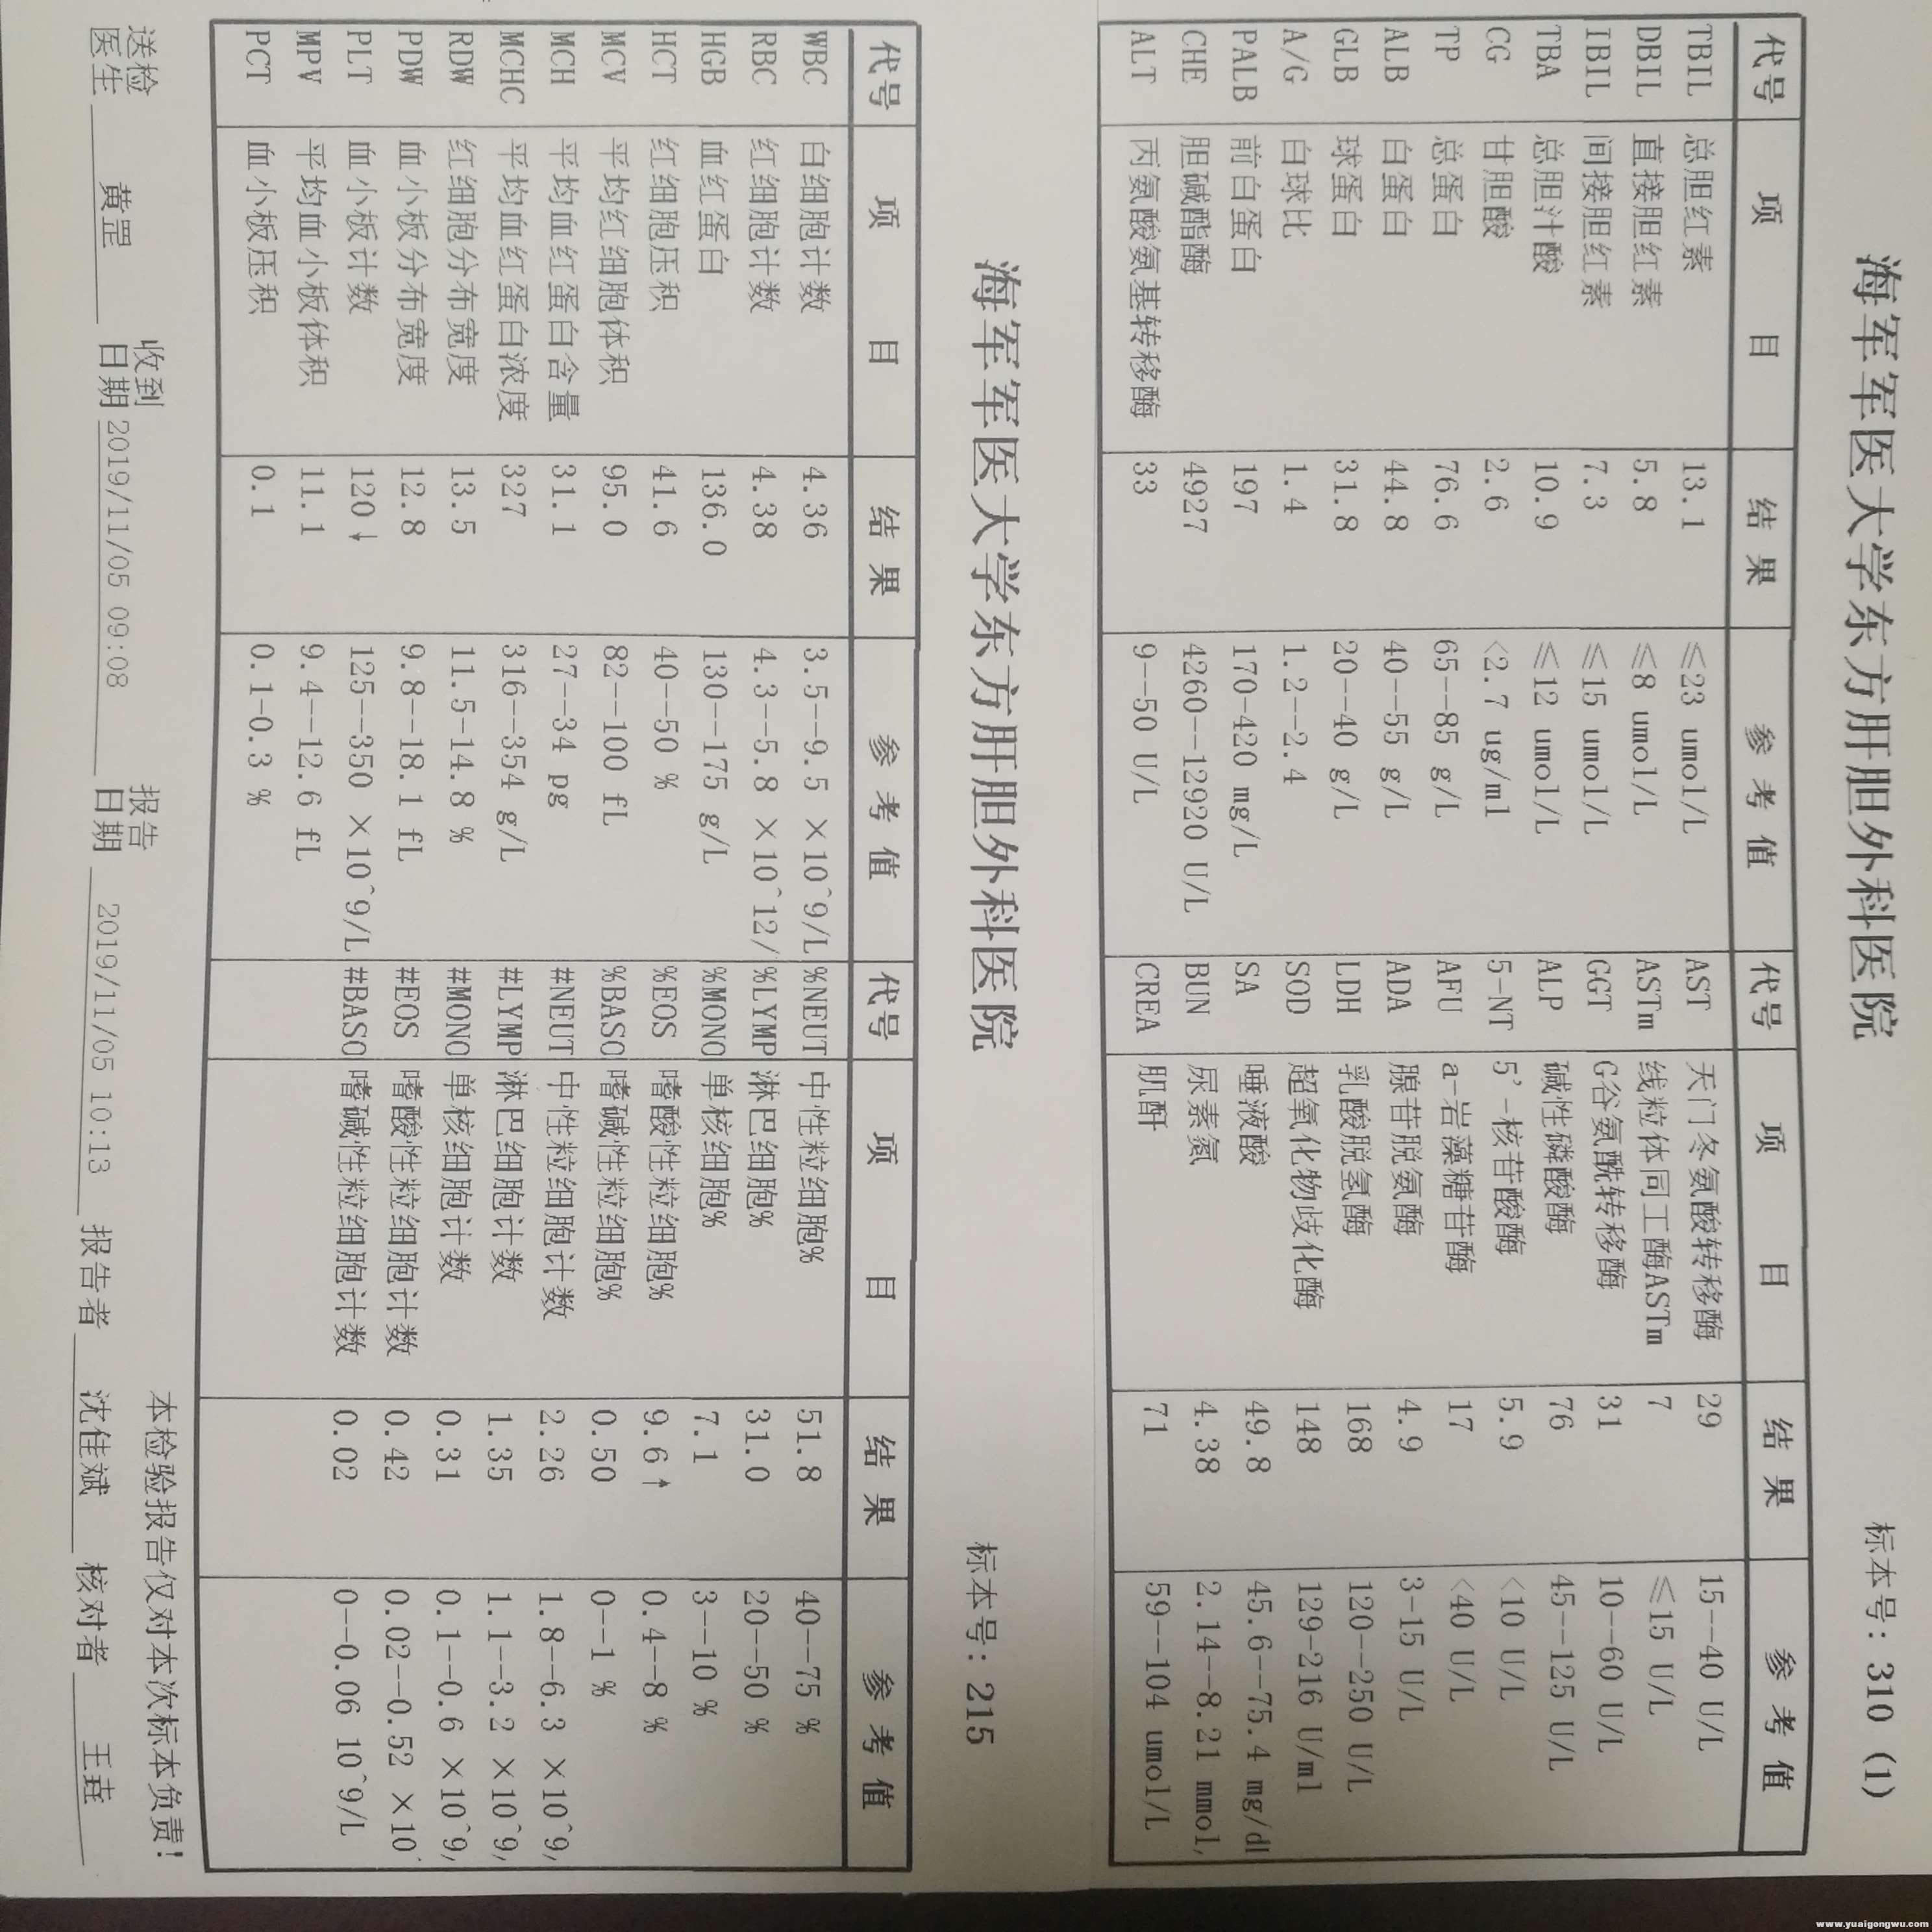 海军军医大学东方肝胆外科医院 标本号: 310 (1)
代号 项 目 结 果 参 考 值 代号 项 目 结 果 参 考 值
TBIL 总胆红素 13.1 ≤23 umol/L AST 天门冬氨酸转移酶 29 15--40 U/L
DBIL 直接胆红素 5.8 ≤8 umol/L ASTm 线粒体同工酶ASTm 7 ≤15 U/L
IBIL 间接胆红素 7.3 ≤15 umol/L GGT G谷氨酰转移酶 31 10--60 U/L
TBA 总胆汁酸 10.9 ≤12 umol/L ALP 碱性磷酸酶 76 45--125 U/L
CG 甘胆酸 2.6 <2.7 ug/ml 5-NT 5'-核苷酸酶 5.9 <10 U/L
TP 总蛋白 76.6 65--85 g/L AFU a-岩藻糖苷酶 17 <40 U/L
ALB 白蛋白 44.8 40--55 g/L ADA 腺苷脱氨酶 4.9 3-15 U/L
GLB 球蛋白 31.8 20--40 g/L LDH 乳酸脱氢酶 168 120--250 U/L
A/G 白球比 1.4 1.2--2.4 SOD 超氧化物歧化酶 148 129-216 U/ml
PALB 前白蛋白 197 170-420 mg/L SA 唾液酸 49.8 45.6--75.4 mg/dl
CHE 胆碱酯酶 4927 4260--12920 U/L BUN 尿素氮 4.38 2.14--8.21 mmol,
ALT 丙氨酸氨基转移酶 33 9--50 U/L CREA 肌酐 71 59--104 umol/L
海军军医大学东方肝胆外科医院 标本号: 215
代号 项 目 结 果 参 考 值 代号 项 目 结 果 参 考 值
WBC 白细胞计数 4.36 3.5--9.5 ×10^9/L %NEUT 中性粒细胞% 51.8 40--75 %
RBC 红细胞计数 4.38 4.3--5.8 ×10^12/ %LYMP 淋巴细胞% 31.0 20--50 %
HGB 血红蛋白 136.0 130--175 g/L %MONO 单核细胞% 7.1 3--10 %
HCT 红细胞压积 41.6 40--50 % %EOS 嗜酸性粒细胞% 9.6↑ 0.4--8 %
MCV 平均红细胞体积 95.0 82--100 fL %BASO 嗜碱性粒细胞% 0.50 0--1 %
MCH 平均血红蛋白含量 31.1 27--34 pg #NEUT 中性粒细胞计数 2.26 1.8--6.3 ×10^9,
MCHC 平均血红蛋白浓度 327 316--354 g/L #LYMP 淋巴细胞计数 1.35 1.1--3.2 ×10^9,
RDW 红细胞分布宽度 13.5 11.5-14.8 % #MONO 单核细胞计数 0.31 0.1--0.6 ×10^9,
PDW 血小板分布宽度 12.8 9.8--18.1 fL #EOS 嗜酸性粒细胞计数 0.42 0.02--0.52 ×10
PLT 血小板计数 120↓ 125--350 ×10^9/L #BASO 嗜碱性粒细胞计数 0.02 0--0.06 10^9/L
MPV 平均血小板体积 11.1 9.4--12.6 fL
PCT 血小板压积 0.1 0.1-0.3 %
本检验报告仅对本次标本负责!
送检医生 黄罡 收到日期 2019/11/05 09:08 报告日期 2019/11/05 10:13 报告者 沈佳斌 核对者 王垚
www.yuaigongwu.com